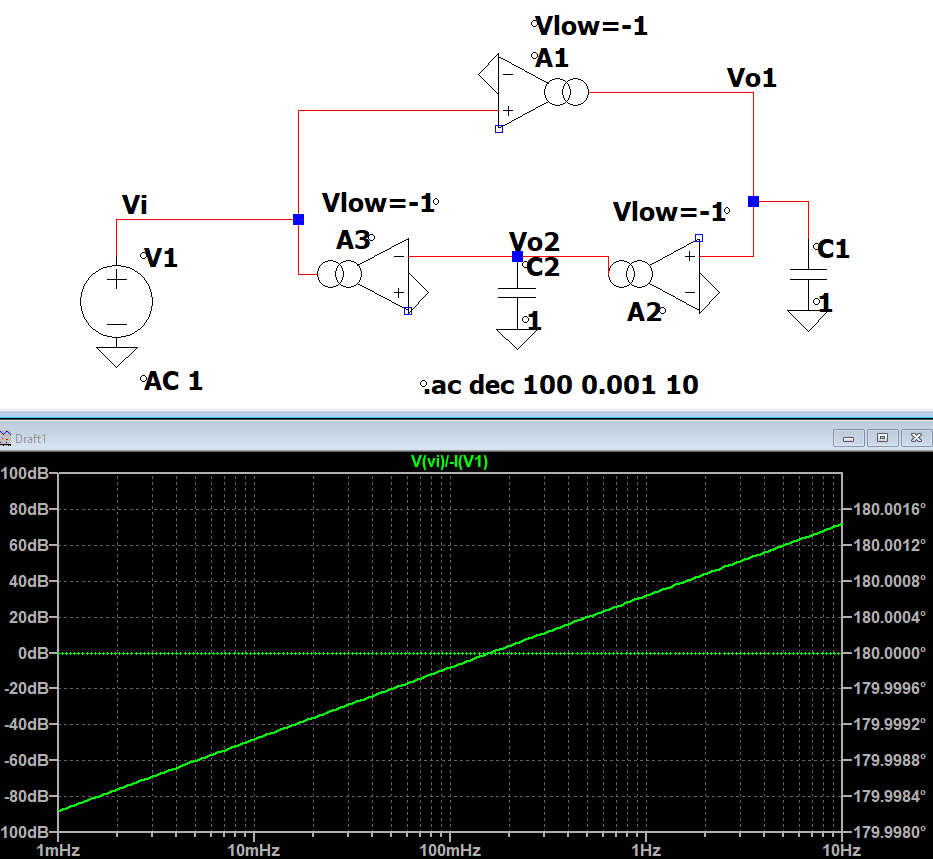 Vlow=-1
A1
Vo1
Vi
Vlow=-1
Vlow=-1
V1
A3
Vo2
C2
C1
1
A2
1
AC 1
.ac dec 100 0.001 10
Draft1
V(vi)/-I(V1)
100dB
80dB
180.0016°
60dB
180.0012°
40dB
180.0008°
20dB
180.0004°
0dB
180.0000°
-20dB
179.9996°
-40dB
179.9992°
-60dB
179.9988°
-80dB
179.9984°
100dB
179.9980°
1mHz
10mHz
100mHz
1Hz
10Hz